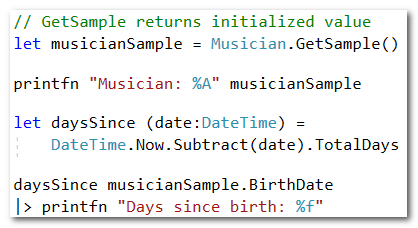 // GetSample returns initialized value
let musicianSample = Musician.GetSample()
printfn "Musician: %A" musicianSample
let daysSince (date:DateTime) =
    DateTime.Now.Subtract(date).TotalDays
daysSince musicianSample.BirthDate
|> printfn "Days since birth: %f"